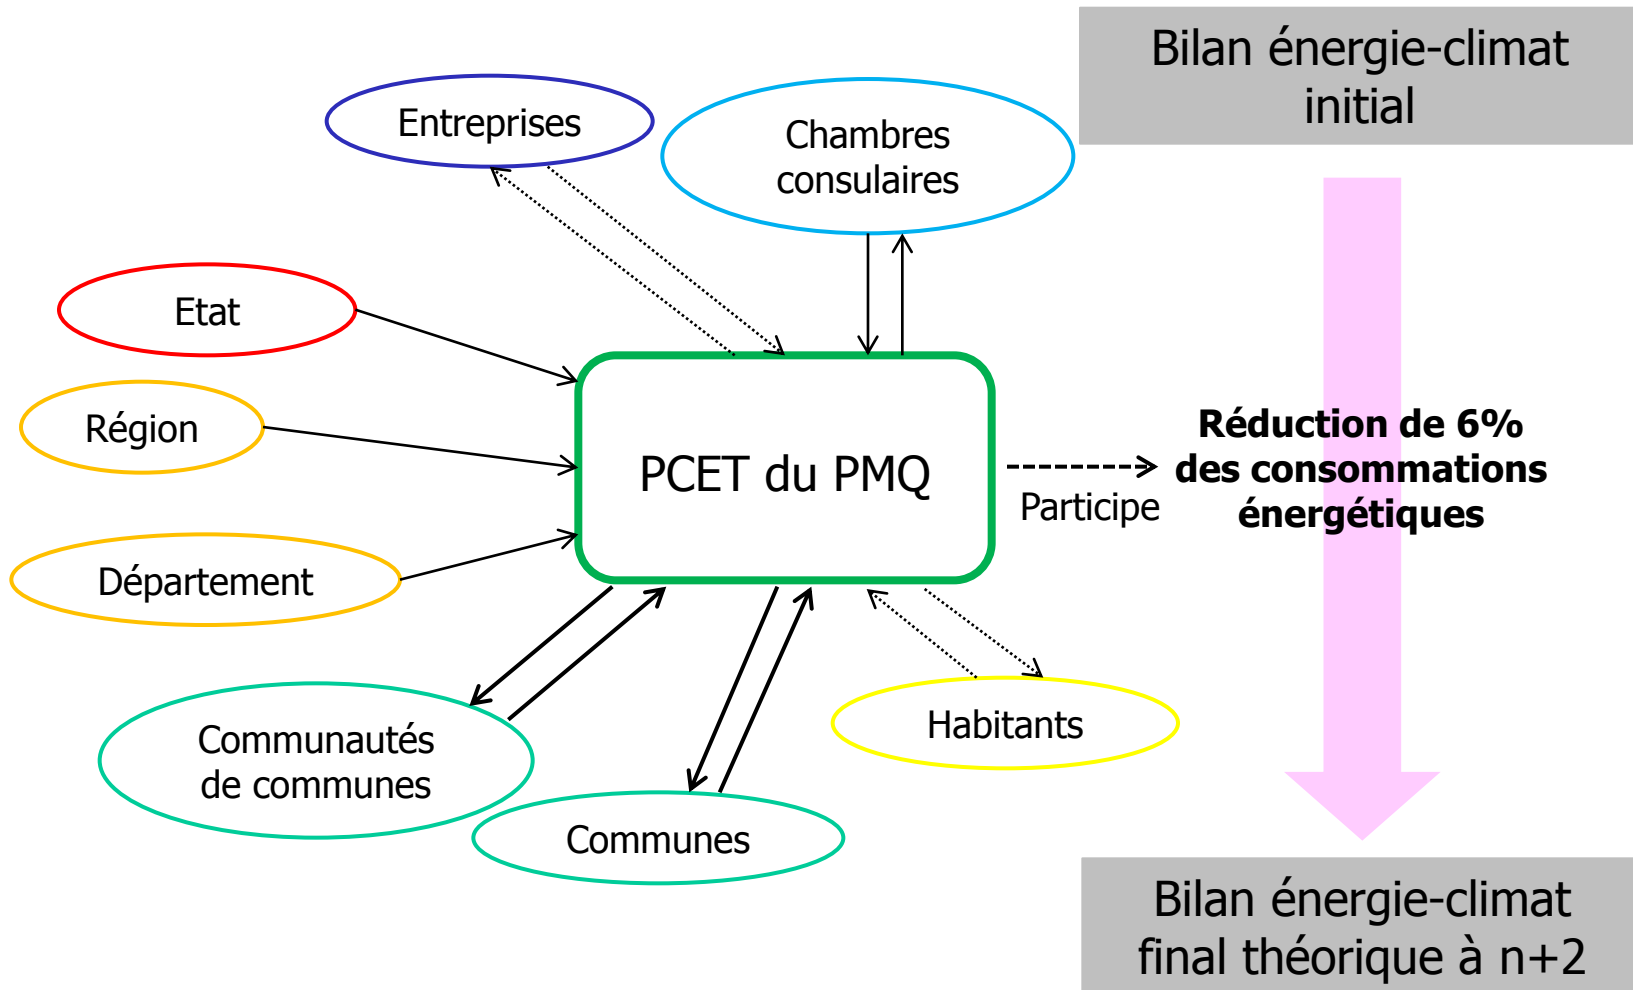 Bilan énergie-climat
initial
Entreprises
Chambres
consulaires
Etat
Région
Département
PCET du PMQ
Participe
Réduction de 6%
des consommations
énergétiques
Communautés
de communes
Communes
Habitants
Bilan énergie-climat
final théorique à n+2